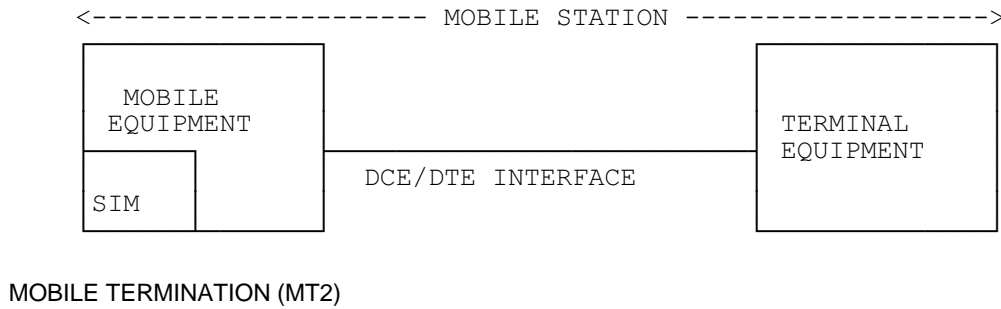 <--------------------- MOBILE STATION ------------------->
MOBILE
EQUIPMENT
TERMINAL
EQUIPMENT
DCE/DTE INTERFACE
SIM
MOBILE TERMINATION (MT2)